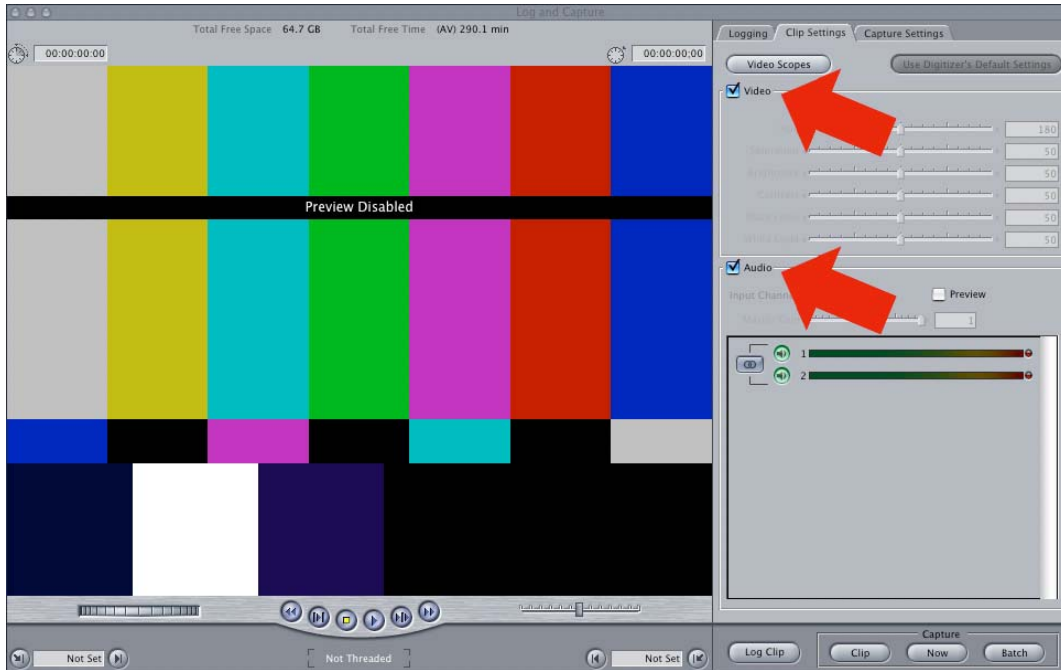 Log and Capture
Total Free Space 64.7 GB Total Free Time (AV) 290.1 min
00:00:00:00
00:00:00;00
Preview Disabled
Not Set
Not Threaded
Not Set
Logging Clip Settings Capture Settings
Video Scopes Use Digitizer's Default Settings
Video
180
50
50
50
50
50
Audio
Input
Preview
1
1
2
Capture
Log Clip Clip Now Batch